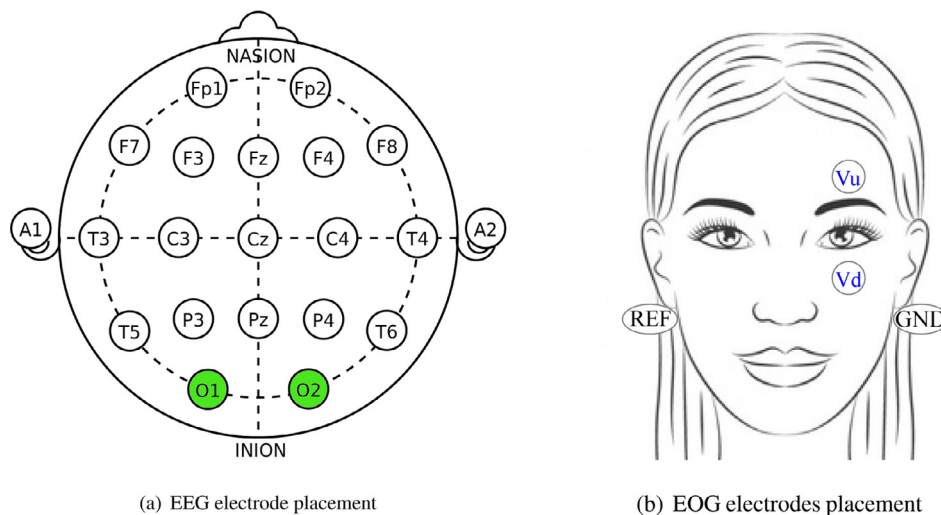 NASION
Fp1 Fp2
F7 F3 Fz F4 F8
A1 T3 C3 Cz C4 T4 A2
T5 P3 Pz P4 T6
O1 O2
INION
(a) EEG electrode placement
Vu
Vd
REF GND
(b) EOG electrodes placement